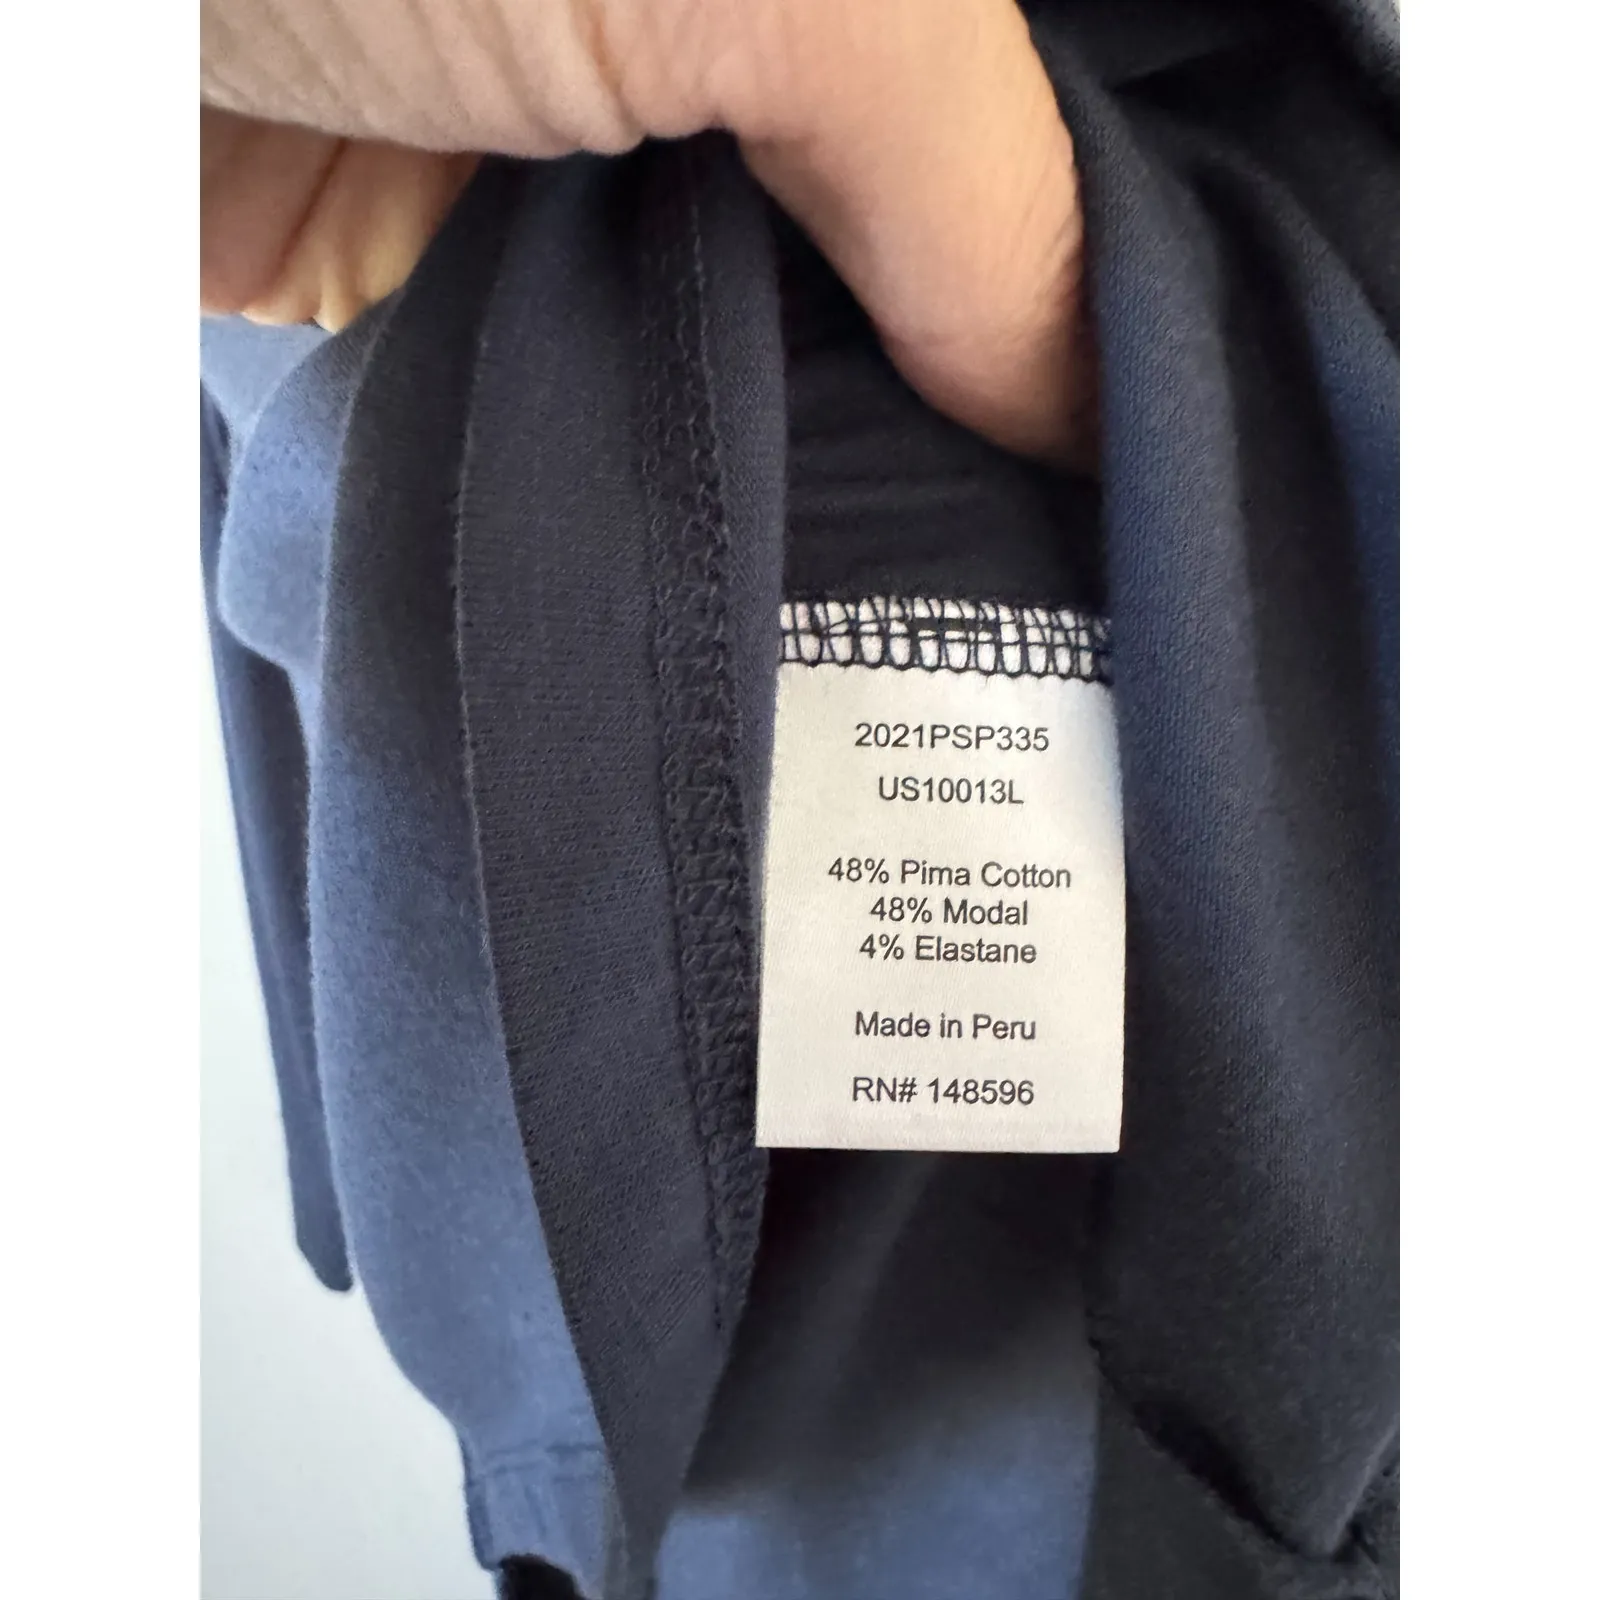 2021PSP335
US10013L
48% Pima Cotton
48% Modal
4% Elastane
Made in Peru
RN# 148596